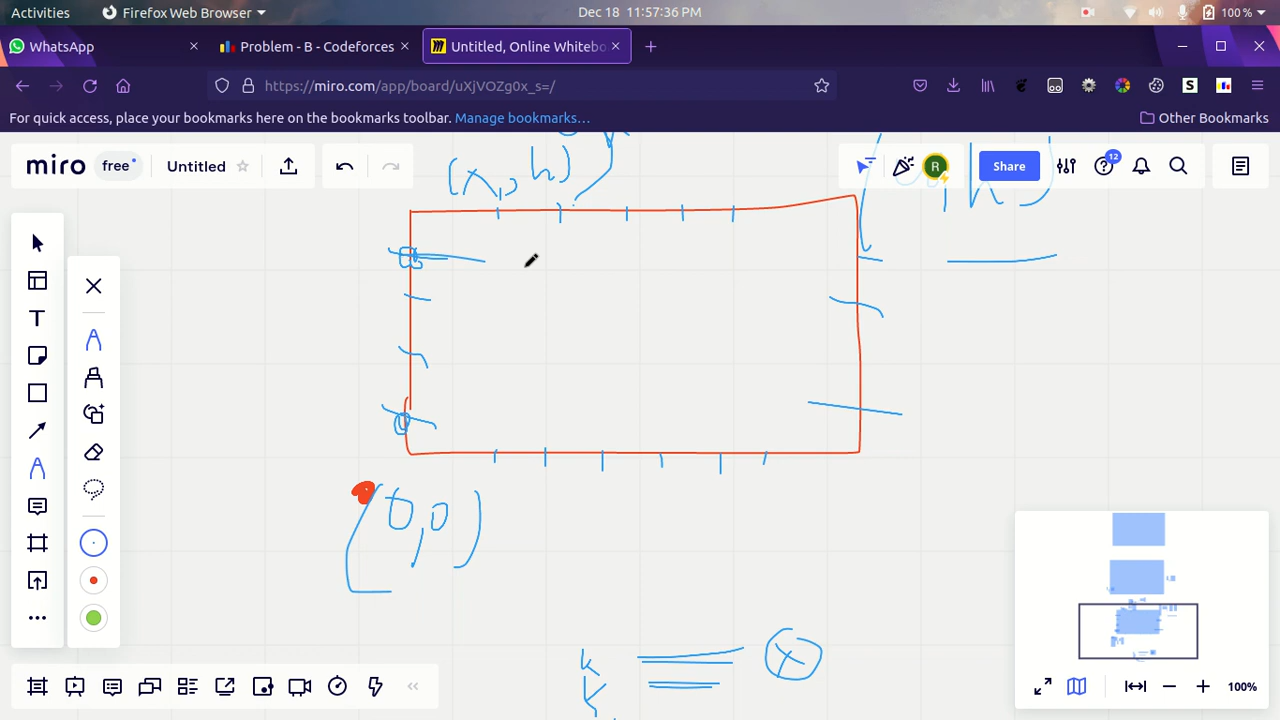 Activities Firefox Web Browser Dec 18 11:57:36 PM 100 %
WhatsApp Problem - B - Codeforces Untitled, Online Whitebo
https://miro.com/app/board/uXjVOZg0x_s=/
For quick access, place your bookmarks here on the bookmarks toolbar. Manage bookmarks… Other Bookmarks
miro free Untitled Share 12 R
(x, h)
, h)
(0,0)
k
k
X
100%